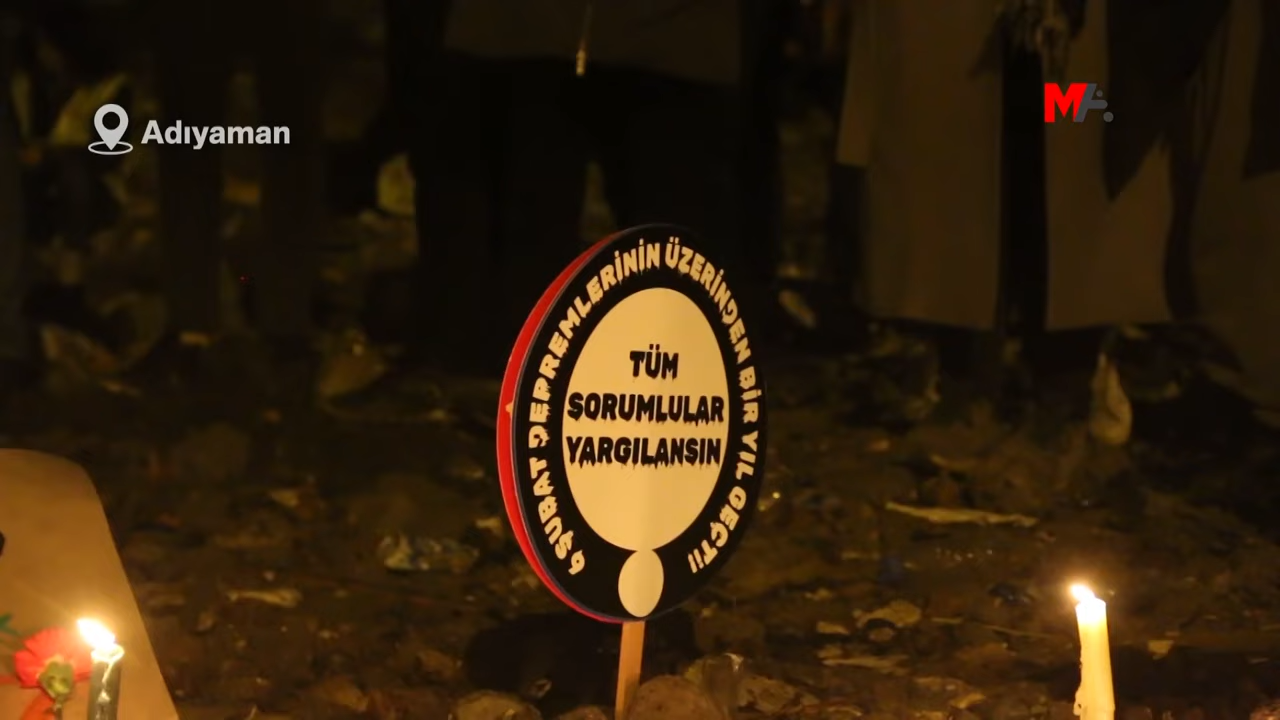 Adıyaman
MA
6 ŞUBAT DEPREMLERİNİN ÜZERİNDEN BİR YIL GEÇTİ!
TÜM
SORUMLULAR
YARGILANSIN